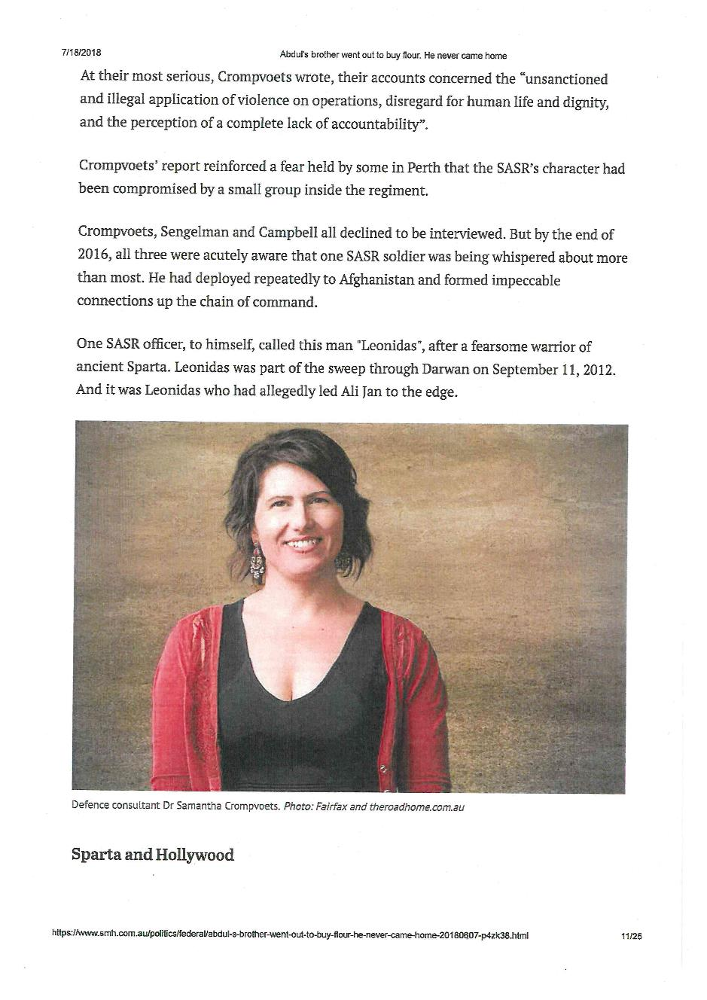 7/18/2018 Abdul's brother went out to buy flour. He never came home
At their most serious, Crompvoets wrote, their accounts concerned the “unsanctioned
and illegal application of violence on operations, disregard for human life and dignity,
and the perception of a complete lack of accountability”.
Crompvoets’ report reinforced a fear held by some in Perth that the SASR’s character had
been compromised by a small group inside the regiment.
Crompvoets, Sengelman and Campbell all declined to be interviewed. But by the end of
2016, all three were acutely aware that one SASR soldier was being whispered about more
than most. He had deployed repeatedly to Afghanistan and formed impeccable
connections up the chain of command.
One SASR officer, to himself, called this man "Leonidas", after a fearsome warrior of
ancient Sparta. Leonidas was part of the sweep through Darwan on September 11, 2012.
And it was Leonidas who had allegedly led Ali Jan to the edge.
Defence consultant Dr Samantha Crompvoets. Photo: Fairfax and theroadhome.com.au
Sparta and Hollywood
https://www.smh.com.au/politics/federal/abdul-s-brother-went-out-to-buy-flour-he-never-came-home-20180607-p4zk38.html 11/25